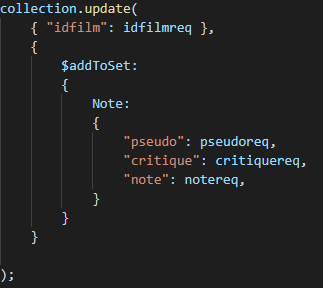 collection.update(
{ "idfilm": idfilmreq },
{
$addToSet:
{
Note:
{
"pseudo": pseudoreq,
"critique": critiquereq,
"note": notereq,
}
}
}
);